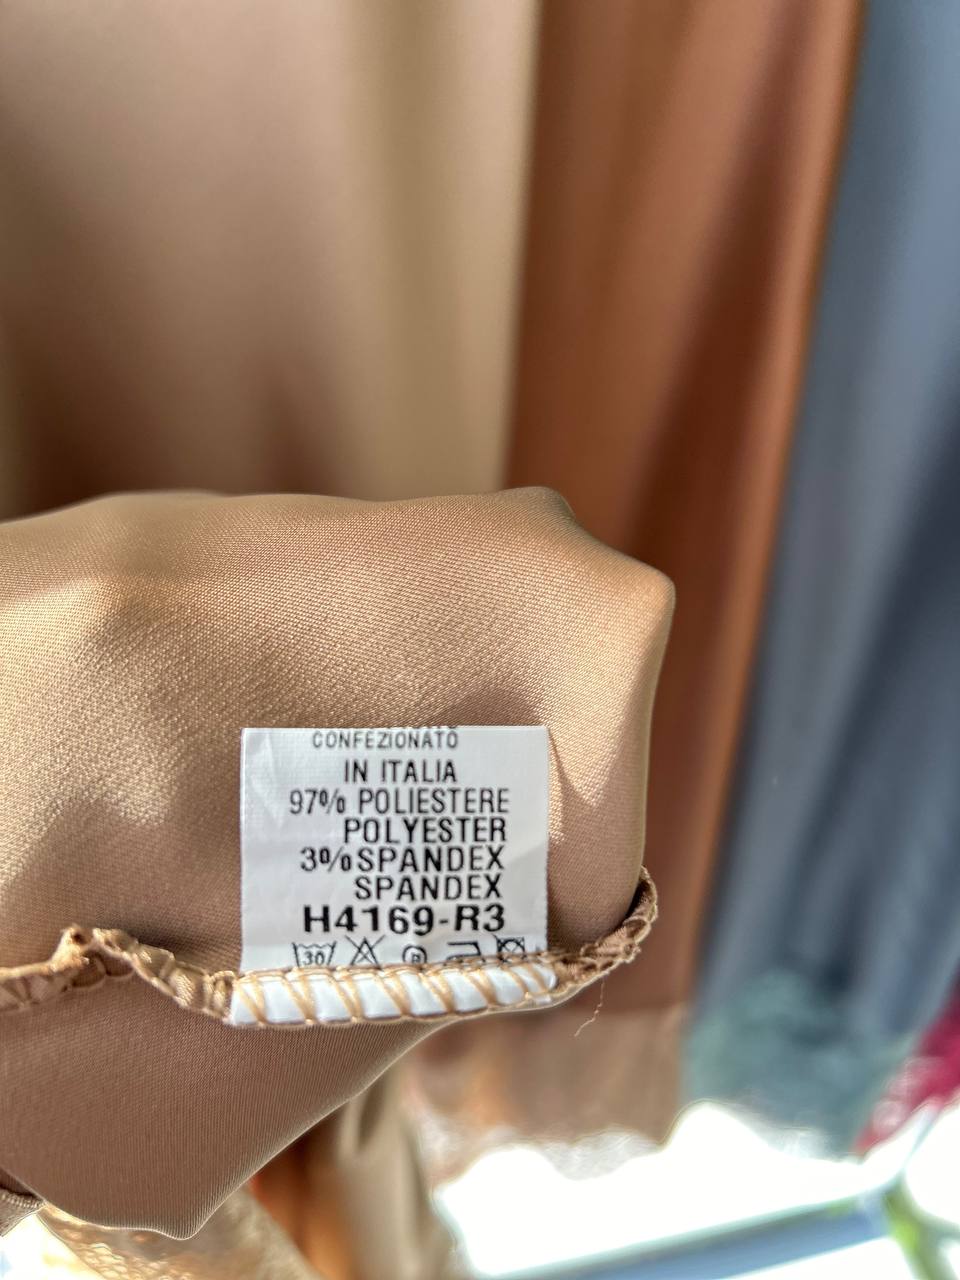 CONFEZIONATO
IN ITALIA
97% POLIESTERE
POLYESTER
3% SPANDEX
SPANDEX
H4169-R3
30